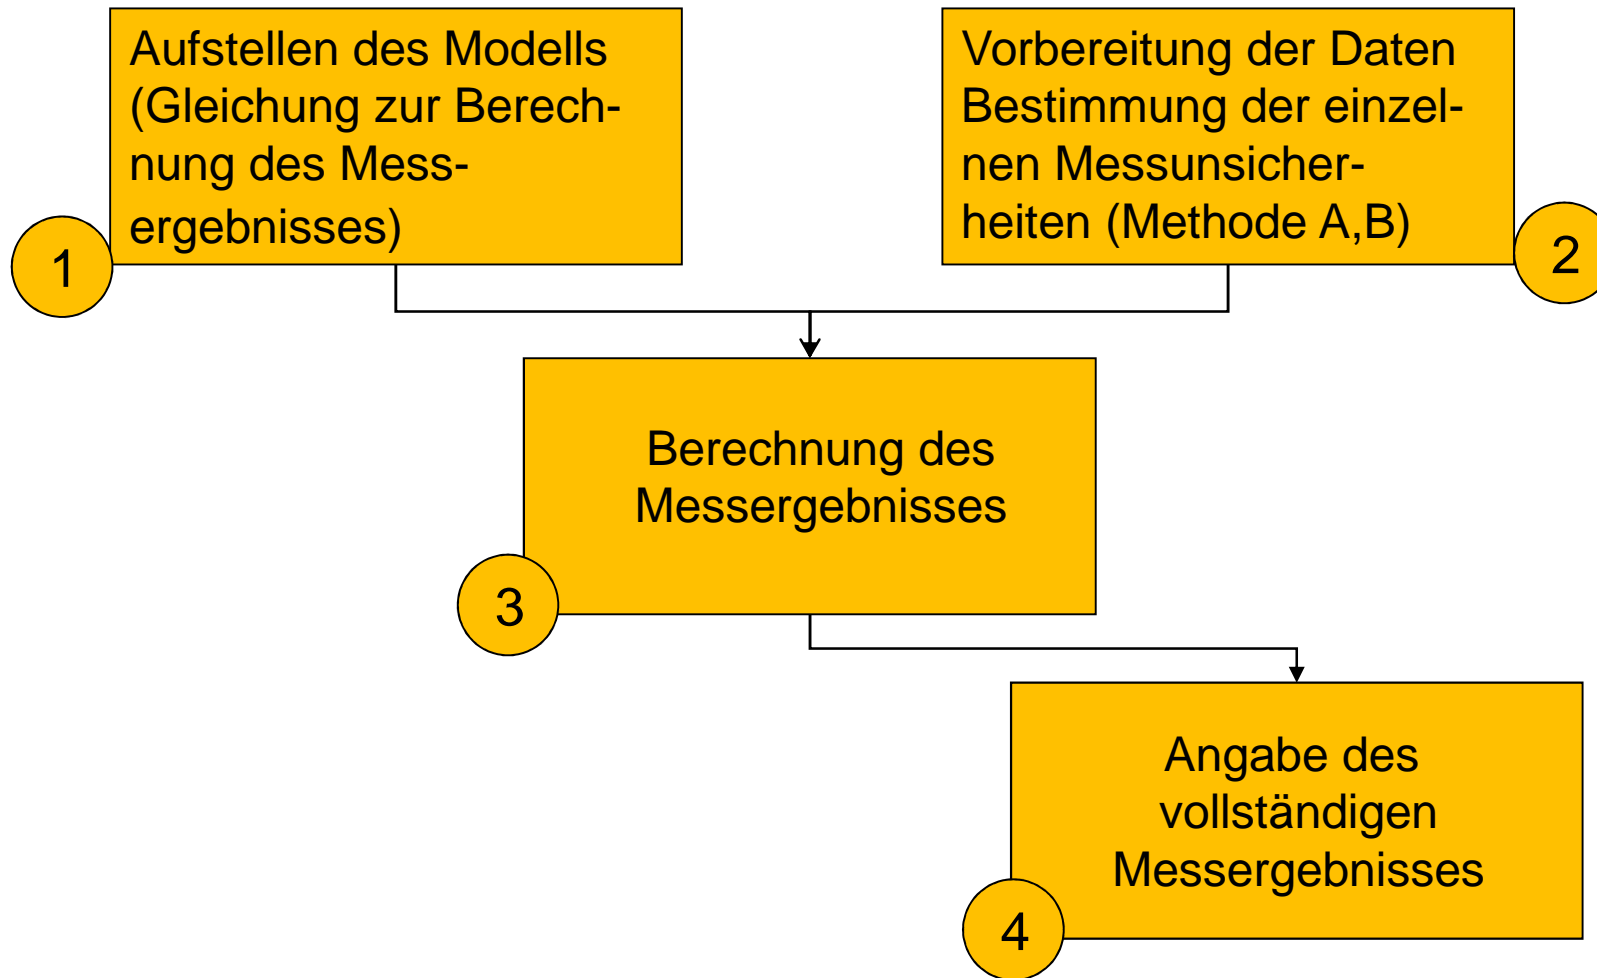 Aufstellen des Modells
(Gleichung zur Berech-
nung des Mess-
ergebnisses)
1
Vorbereitung der Daten
Bestimmung der einzel-
nen Messunsicher-
heiten (Methode A,B)
2
Berechnung des
Messergebnisses
3
Angabe des
vollständigen
Messergebnisses
4